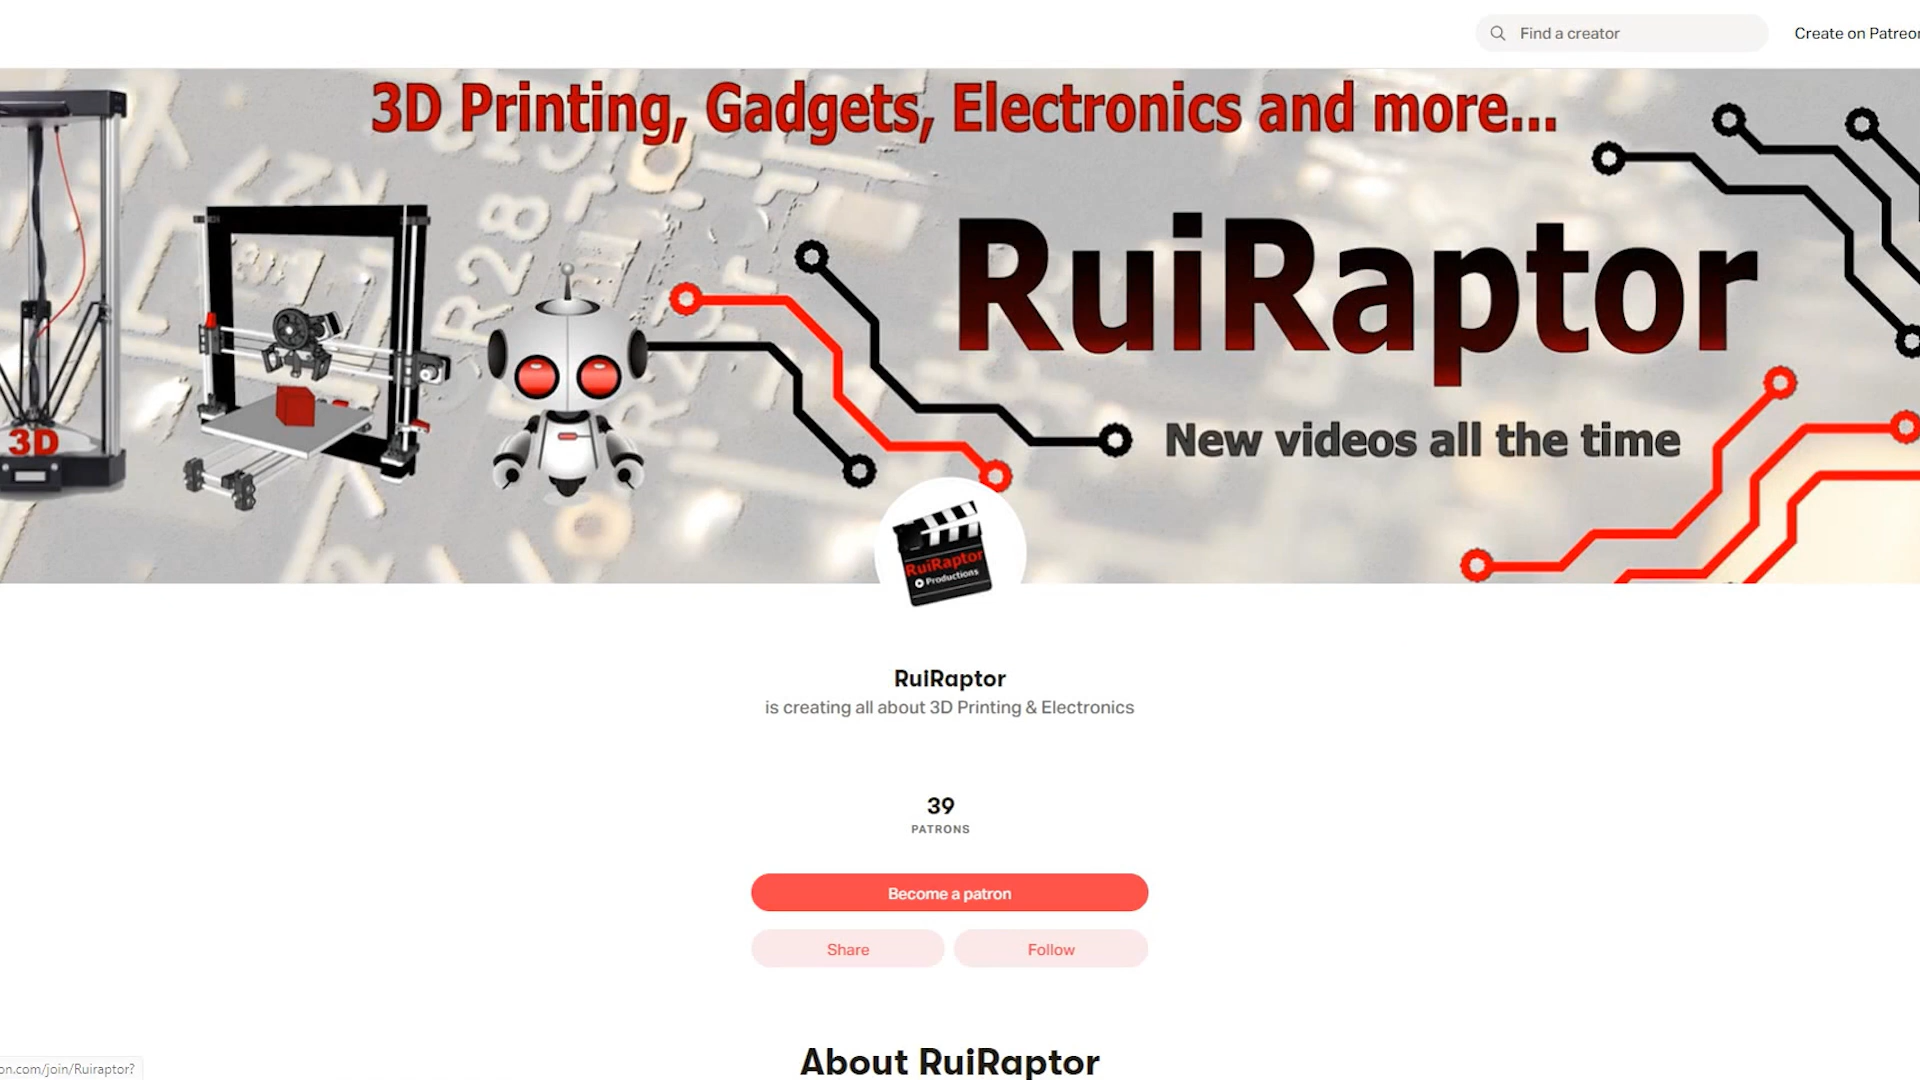 Find a creator
Create on Patreon
3D Printing, Gadgets, Electronics and more...
RuiRaptor
R28
New videos all the time
3D
RuiRaptor
Productions
RuiRaptor
is creating all about 3D Printing & Electronics
39
PATRONS
Become a patron
Share
Follow
About RuiRaptor
on.com/join/Ruiraptor?